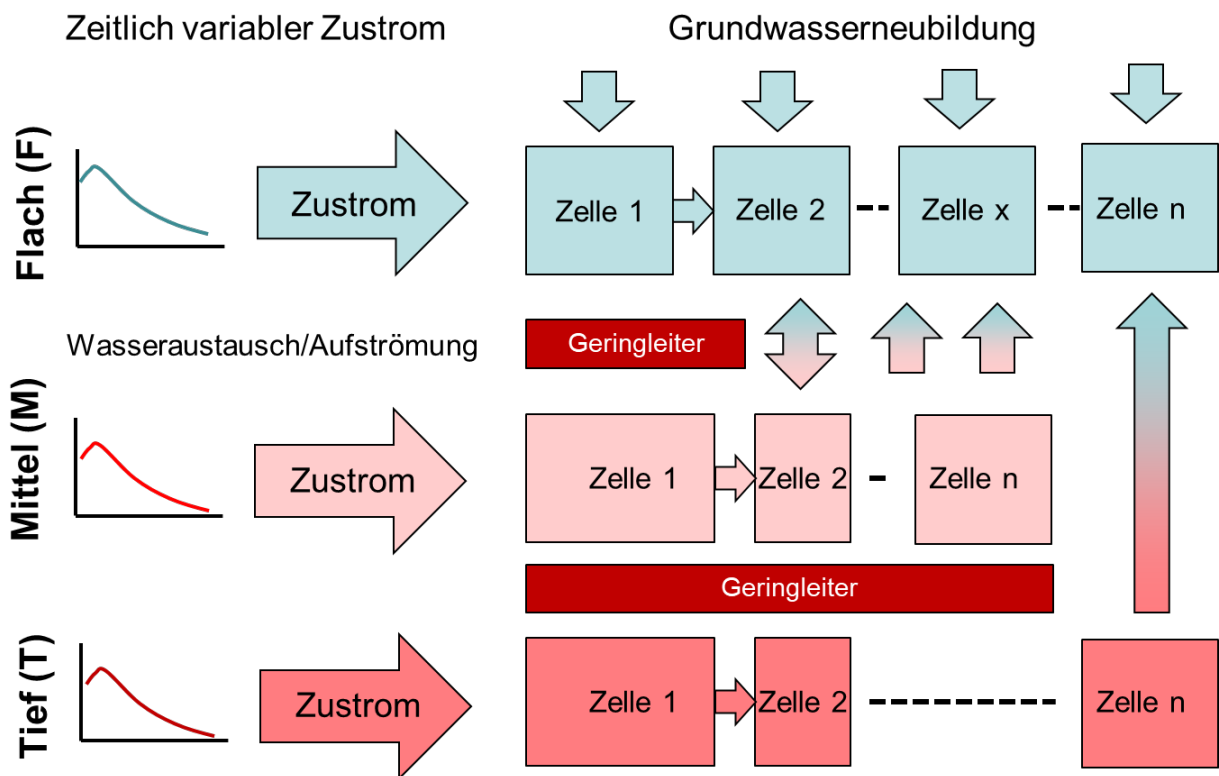 Zeitlich variabler Zustrom
Grundwasserneubildung
Flach (F)
Zustrom
Zelle 1
Zelle 2
Zelle x
Zelle n
Wasseraustausch/Aufströmung
Geringleiter
Mittel (M)
Zustrom
Zelle 1
Zelle 2
Zelle n
Geringleiter
Tief (T)
Zustrom
Zelle 1
Zelle 2
Zelle n